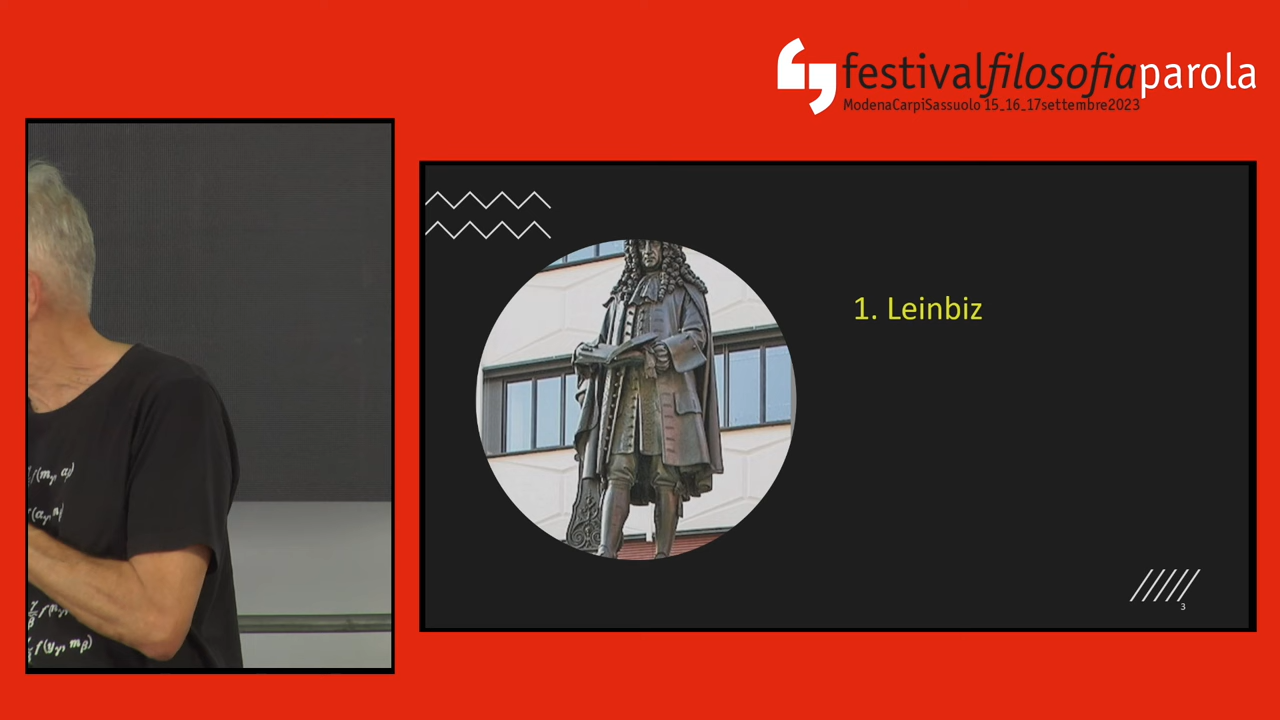 festivalfilosofiaparola
ModenaCarpiSassuolo 15_16_17settembre2023
1. Leinbiz
3